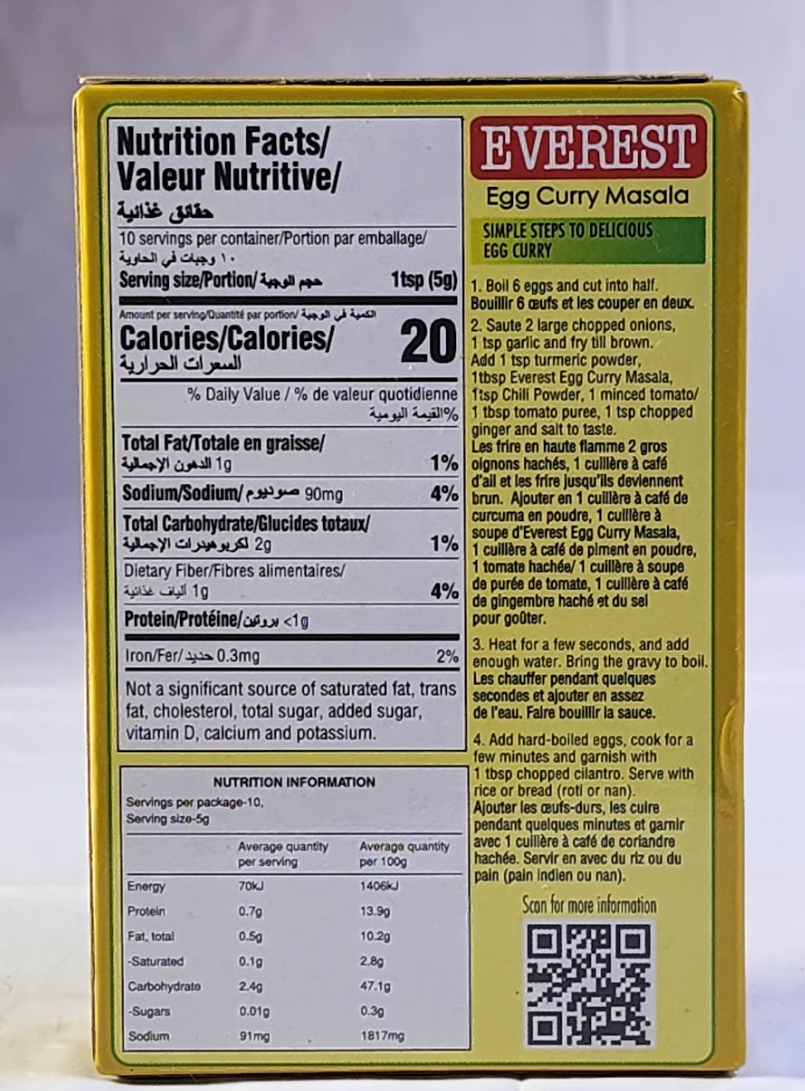 Nutrition Facts/
Valeur Nutritive/
حقائق غذائية
10 servings per container/Portion par emballage/
١٠ وجبات في الحاوية
Serving size/Portion/حجم الوجبة 1tsp (5g)
Amount per serving/Quantité par portion/الكمية في الوجبة
Calories/Calories/ 20
السعرات الحرارية
% Daily Value / % de valeur quotidienne
%القيمة اليومية
Total Fat/Totale en graisse/
الدهون الإجمالية 1g 1%
Sodium/Sodium/صوديوم 90mg 4%
Total Carbohydrate/Glucides totaux/
لكربوهيدرات الإجمالية 2g 1%
Dietary Fiber/Fibres alimentaires/
ألياف غذائية 1g 4%
Protein/Protéine/بروتين <1g
Iron/Fer/حديد 0.3mg 2%
Not a significant source of saturated fat, trans
fat, cholesterol, total sugar, added sugar,
vitamin D, calcium and potassium.
NUTRITION INFORMATION
Servings per package-10,
Serving size-5g
Average quantity Average quantity
per serving per 100g
Energy 70kJ 1406kJ
Protein 0.7g 13.9g
Fat, total 0.5g 10.2g
-Saturated 0.1g 2.8g
Carbohydrate 2.4g 47.1g
-Sugars 0.01g 0.3g
Sodium 91mg 1817mg
EVEREST
Egg Curry Masala
SIMPLE STEPS TO DELICIOUS
EGG CURRY
1. Boil 6 eggs and cut into half.
Bouillir 6 œufs et les couper en deux.
2. Saute 2 large chopped onions,
1 tsp garlic and fry till brown.
Add 1 tsp turmeric powder,
1tbsp Everest Egg Curry Masala,
1tsp Chili Powder, 1 minced tomato/
1 tbsp tomato puree, 1 tsp chopped
ginger and salt to taste.
Les frire en haute flamme 2 gros
oignons hachés, 1 cuillère à café
d'ail et les frire jusqu'ils deviennent
brun. Ajouter en 1 cuillère à café de
curcuma en poudre, 1 cuillère à
soupe d'Everest Egg Curry Masala,
1 cuillère à café de piment en poudre,
1 tomate hachée/ 1 cuillère à soupe
de purée de tomate, 1 cuillère à café
de gingembre haché et du sel
pour goûter.
3. Heat for a few seconds, and add
enough water. Bring the gravy to boil.
Les chauffer pendant quelques
secondes et ajouter en assez
de l'eau. Faire bouillir la sauce.
4. Add hard-boiled eggs, cook for a
few minutes and garnish with
1 tbsp chopped cilantro. Serve with
rice or bread (roti or nan).
Ajouter les œufs-durs, les cuire
pendant quelques minutes et garnir
avec 1 cuillère à café de coriandre
hachée. Servir en avec du riz ou du
pain (pain indien ou nan).
Scan for more information